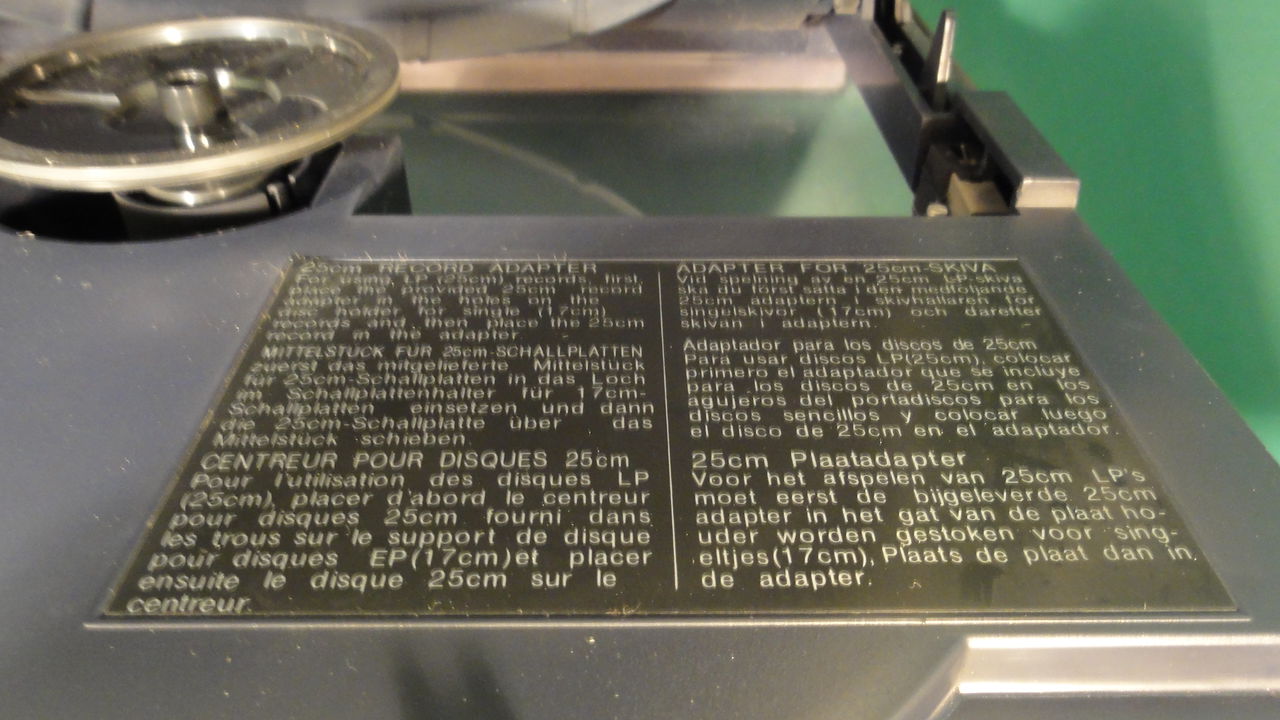 25cm RECORD ADAPTER
For using LP (25cm) records, first
place the provided 25cm record
adapter in the holes on the
disc holder for single (17cm)
records and then place the 25cm
record in the adapter.
MITTELSTÜCK FÜR 25cm-SCHALLPLATTEN
zuerst das mitgelieferte Mittelstück
für 25cm-Schallplatten in das Loch
im Schallplattenhalter für 17cm-
Schallplatten einsetzen und dann
die 25cm-Schallplatte über das
Mittelstück schieben.
CENTREUR POUR DISQUES 25cm
Pour l'utilisation des disques LP
(25cm), placer d'abord le centreur
pour disques 25cm fourni dans
les trous sur le support de disque
pour disques EP(17cm)et placer
ensuite le disque 25cm sur le
centreur.
ADAPTER FOR 25cm-SKIVA
Vid spelning av en 25cm LP-skiva
ska du först sätta den medföljande
25cm adaptern i skivhållaren för
singelskivor (17cm) och därefter
skivan i adaptern.
Adaptador para los discos de 25cm
Para usar discos LP(25cm), colocar
primero el adaptador que se incluye
para los discos de 25cm en los
agujeros del portadiscos para los
discos sencillos y colocar luego
el disco de 25cm en el adaptador.
25cm Plaatadapter
Voor het afspelen van 25cm LP's
moet eerst de bijgeleverde 25cm
adapter in het gat van de plaat ho-
uder worden gestoken voor sing-
eltjes(17cm), Plaats de plaat dan in
de adapter.